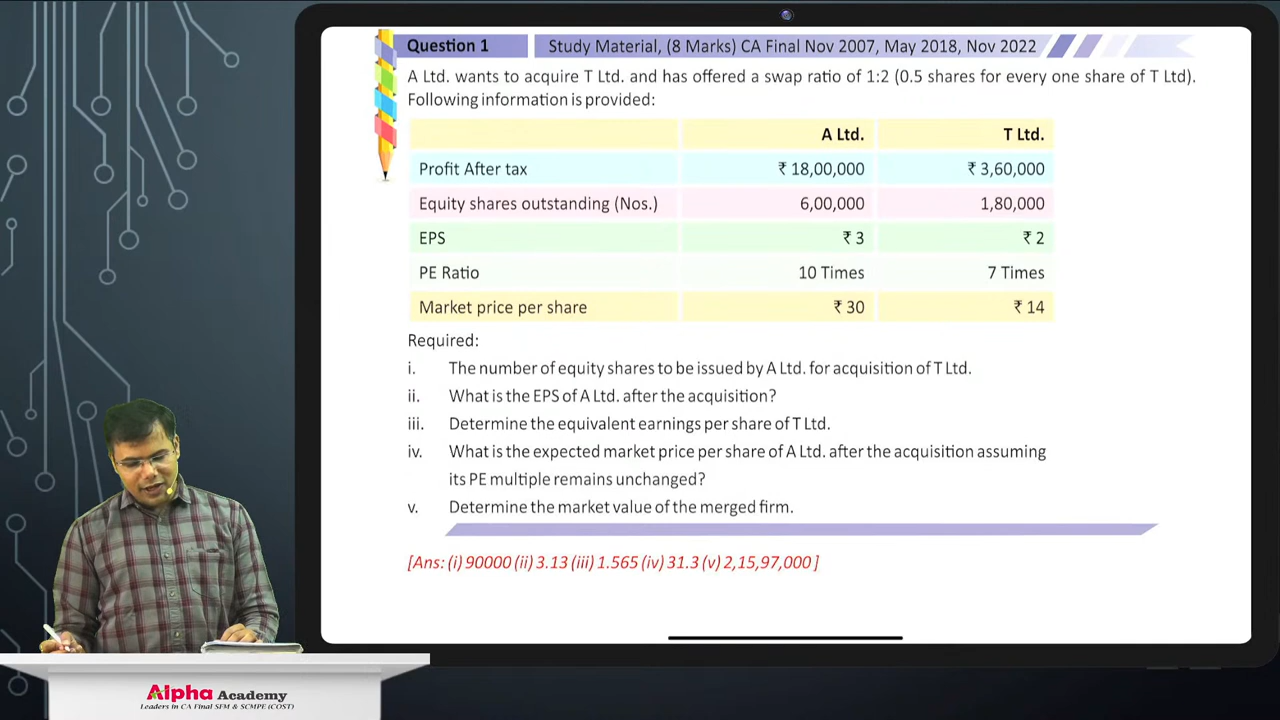 Question 1 Study Material, (8 Marks) CA Final Nov 2007, May 2018, Nov 2022
A Ltd. wants to acquire T Ltd. and has offered a swap ratio of 1:2 (0.5 shares for every one share of T Ltd).
Following information is provided:
A Ltd. T Ltd.
Profit After tax ₹ 18,00,000 ₹ 3,60,000
Equity shares outstanding (Nos.) 6,00,000 1,80,000
EPS ₹ 3 ₹ 2
PE Ratio 10 Times 7 Times
Market price per share ₹ 30 ₹ 14
Required:
i. The number of equity shares to be issued by A Ltd. for acquisition of T Ltd.
ii. What is the EPS of A Ltd. after the acquisition?
iii. Determine the equivalent earnings per share of T Ltd.
iv. What is the expected market price per share of A Ltd. after the acquisition assuming
its PE multiple remains unchanged?
v. Determine the market value of the merged firm.
[Ans: (i) 90000 (ii) 3.13 (iii) 1.565 (iv) 31.3 (v) 2,15,97,000 ]
Alpha Academy
Leaders in CA Final SFM & SCMPE (COST)